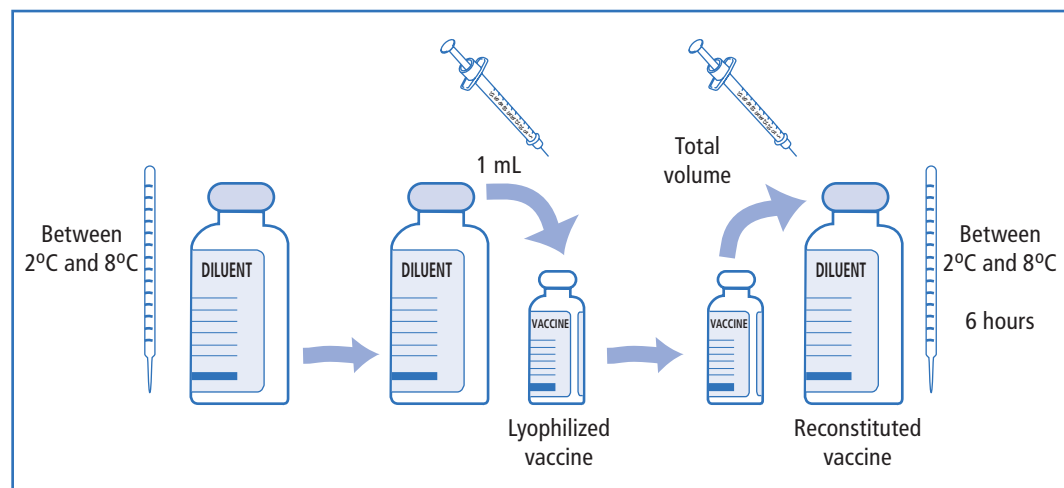 Between
2ºC and 8ºC
DILUENT
DILUENT
1 mL
VACCINE
Lyophilized
vaccine
VACCINE
Total
volume
DILUENT
Reconstituted
vaccine
Between
2ºC and 8ºC
6 hours